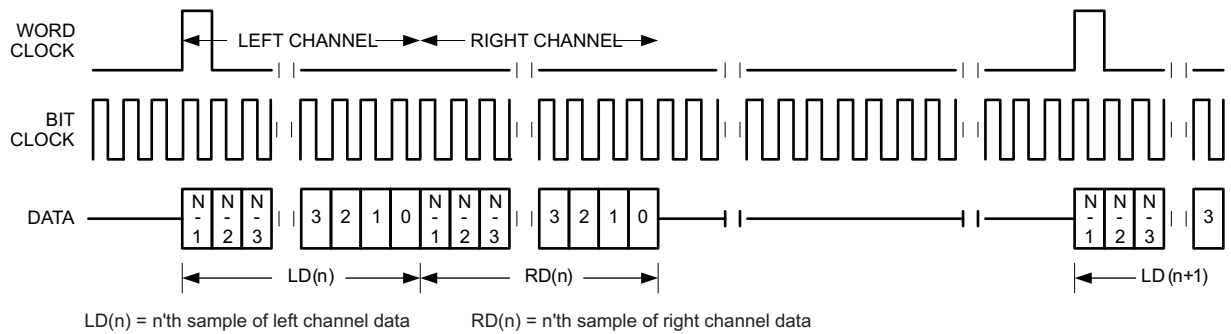 WORD
CLOCK
LEFT CHANNEL
RIGHT CHANNEL
BIT
CLOCK
DATA
N-1 N-2 N-3 3 2 1 0 N-1 N-2 N-3 3 2 1 0 N-1 N-2 N-3 3
LD(n) RD(n) LD(n+1)
LD(n) = n'th sample of left channel data RD(n) = n'th sample of right channel data